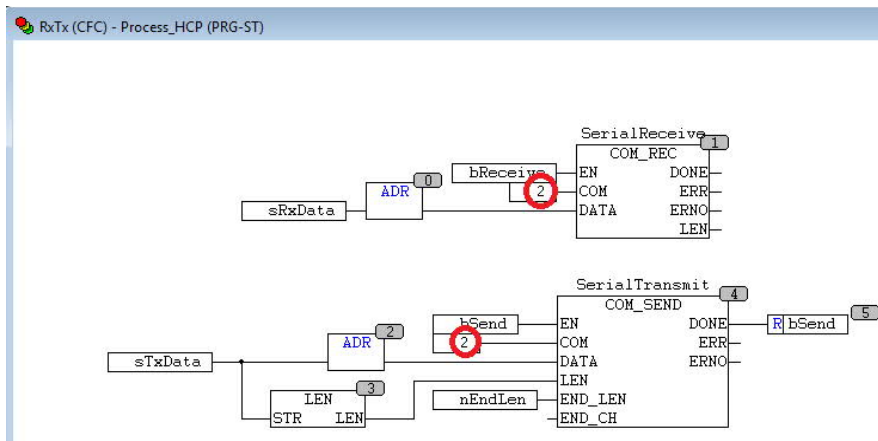 RxTx (CFC) - Process_HCP (PRG-ST)
SerialReceive
1
COM_REC
0
bReceive
EN DONE
ADR
2
COM ERR
sRxData
DATA ERNO
LEN
SerialTransmit
4
COM_SEND
5
2
bSend
EN DONE
R bSend
ADR
2
COM ERR
sTxData
DATA ERNO
3
LEN
LEN
nEndLen
END_LEN
STR LEN
END_CH